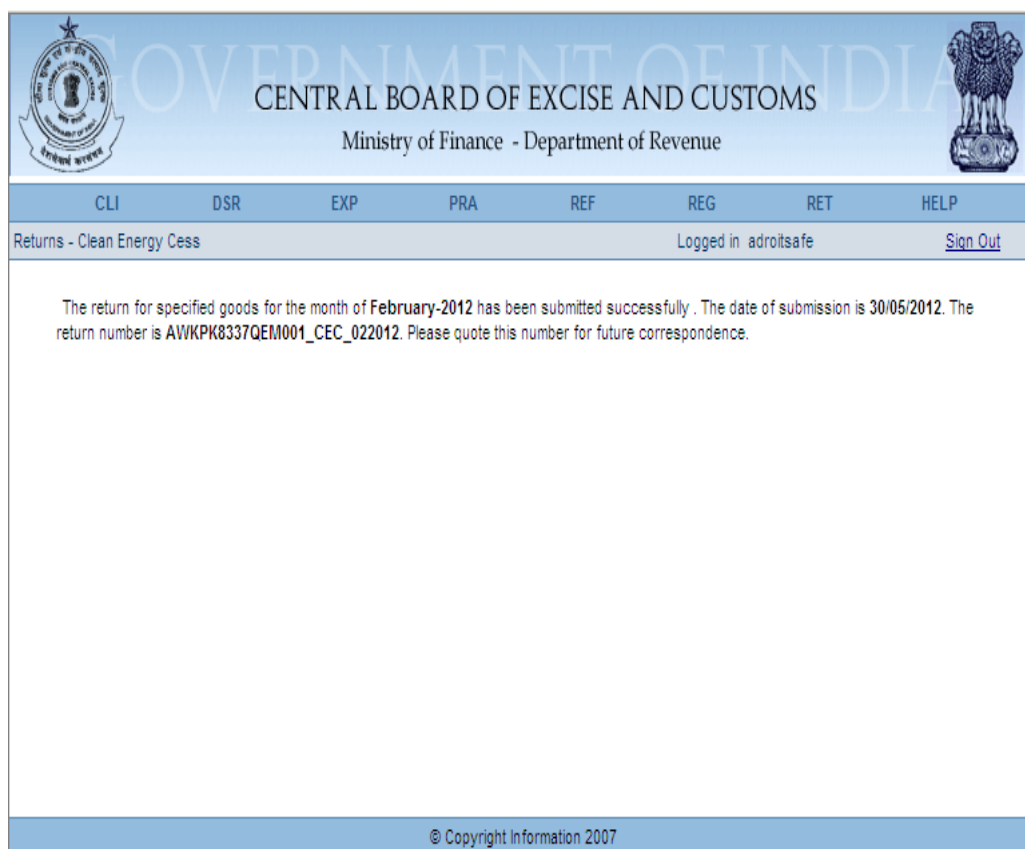 GOVERNMENT OF INDIA
CENTRAL BOARD OF EXCISE AND CUSTOMS
Ministry of Finance - Department of Revenue
CLI DSR EXP PRA REF REG RET HELP
Returns - Clean Energy Cess Logged in adroitsafe Sign Out
The return for specified goods for the month of February-2012 has been submitted successfully . The date of submission is 30/05/2012. The
return number is AWKPK8337QEM001_CEC_022012. Please quote this number for future correspondence.
© Copyright Information 2007